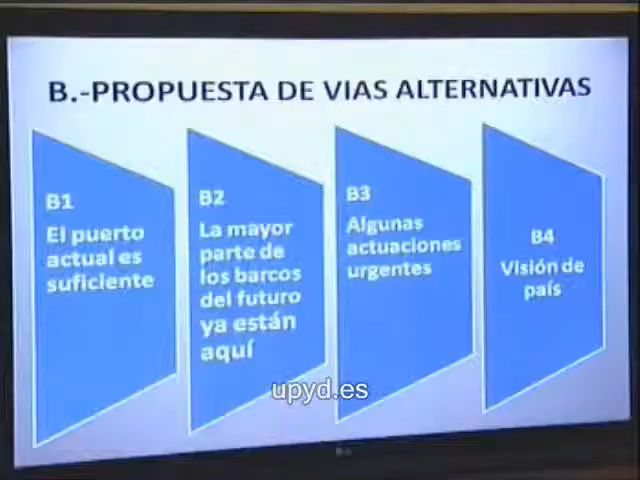 B.-PROPUESTA DE VIAS ALTERNATIVAS
B1
El puerto
actual es
suficiente
B2
La mayor
parte de
los barcos
del futuro
ya están
aquí
B3
Algunas
actuaciones
urgentes
B4
Visión de
país
upyd.es